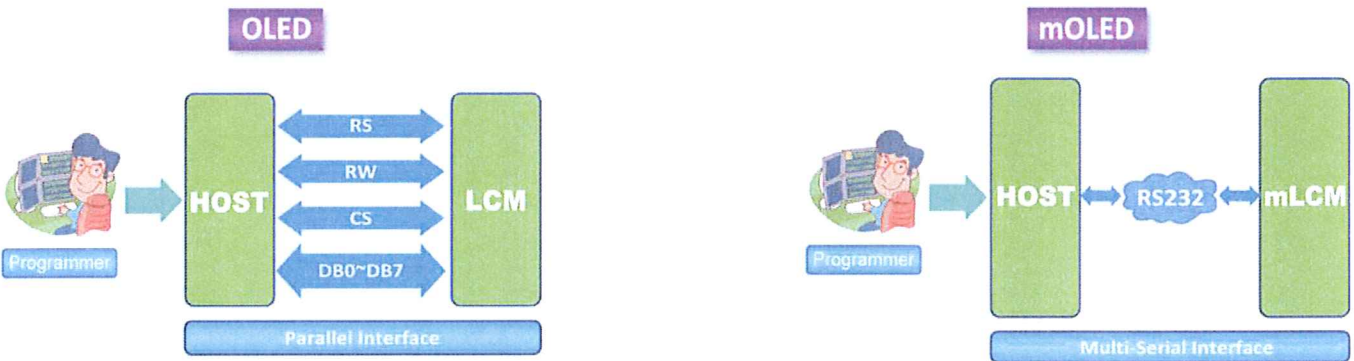 OLED
RS
RW
HOST
LCM
CS
DB0~DB7
Programmer
Parallel Interface
mOLED
HOST
RS232
mLCM
Programmer
Multi-Serial Interface